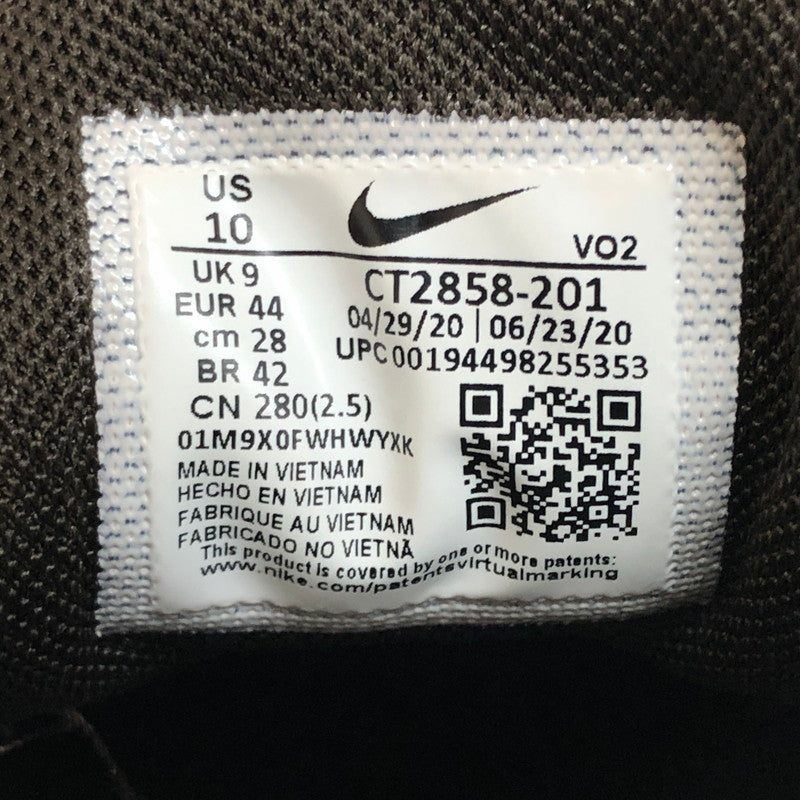 US
10
VO2
UK 9
EUR 44
cm 28
BR 42
CN 280(2.5)
CT2858-201
04/29/20 | 06/23/20
UPC 00194498255353
01M9X0FWHWYXK
MADE IN VIETNAM
HECHO EN VIETNAM
FABRIQUE AU VIETNAM
FABRICADO NO VIETNÃ
This product is covered by one or more patents:
www.nike.com/patentsvirtualmarking